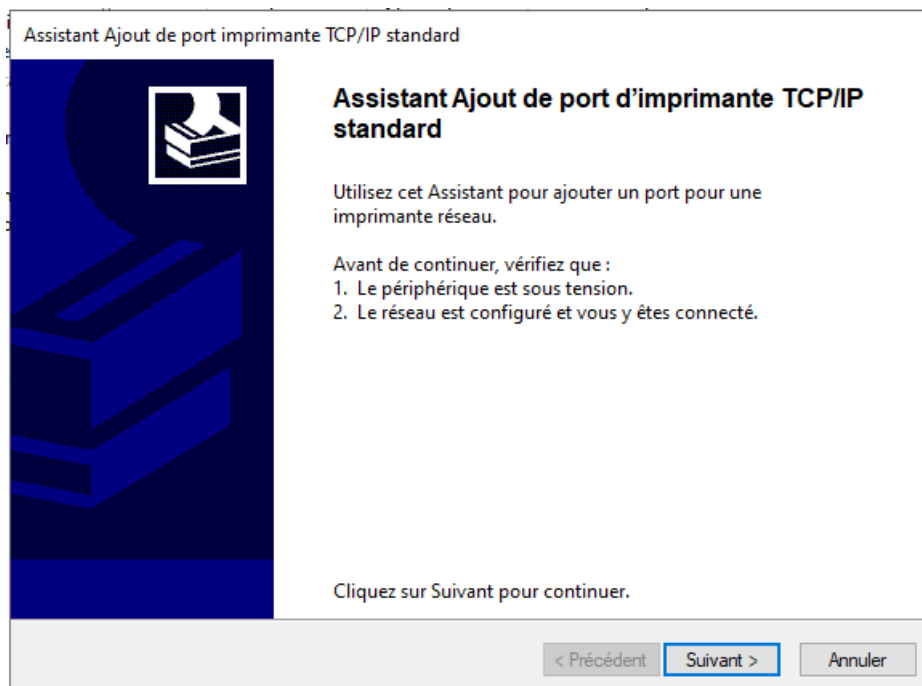 Assistant Ajout de port imprimante TCP/IP standard
Assistant Ajout de port d’imprimante TCP/IP
standard
Utilisez cet Assistant pour ajouter un port pour une
imprimante réseau.
Avant de continuer, vérifiez que :
1. Le périphérique est sous tension.
2. Le réseau est configuré et vous y êtes connecté.
Cliquez sur Suivant pour continuer.
< Précédent
Suivant >
Annuler